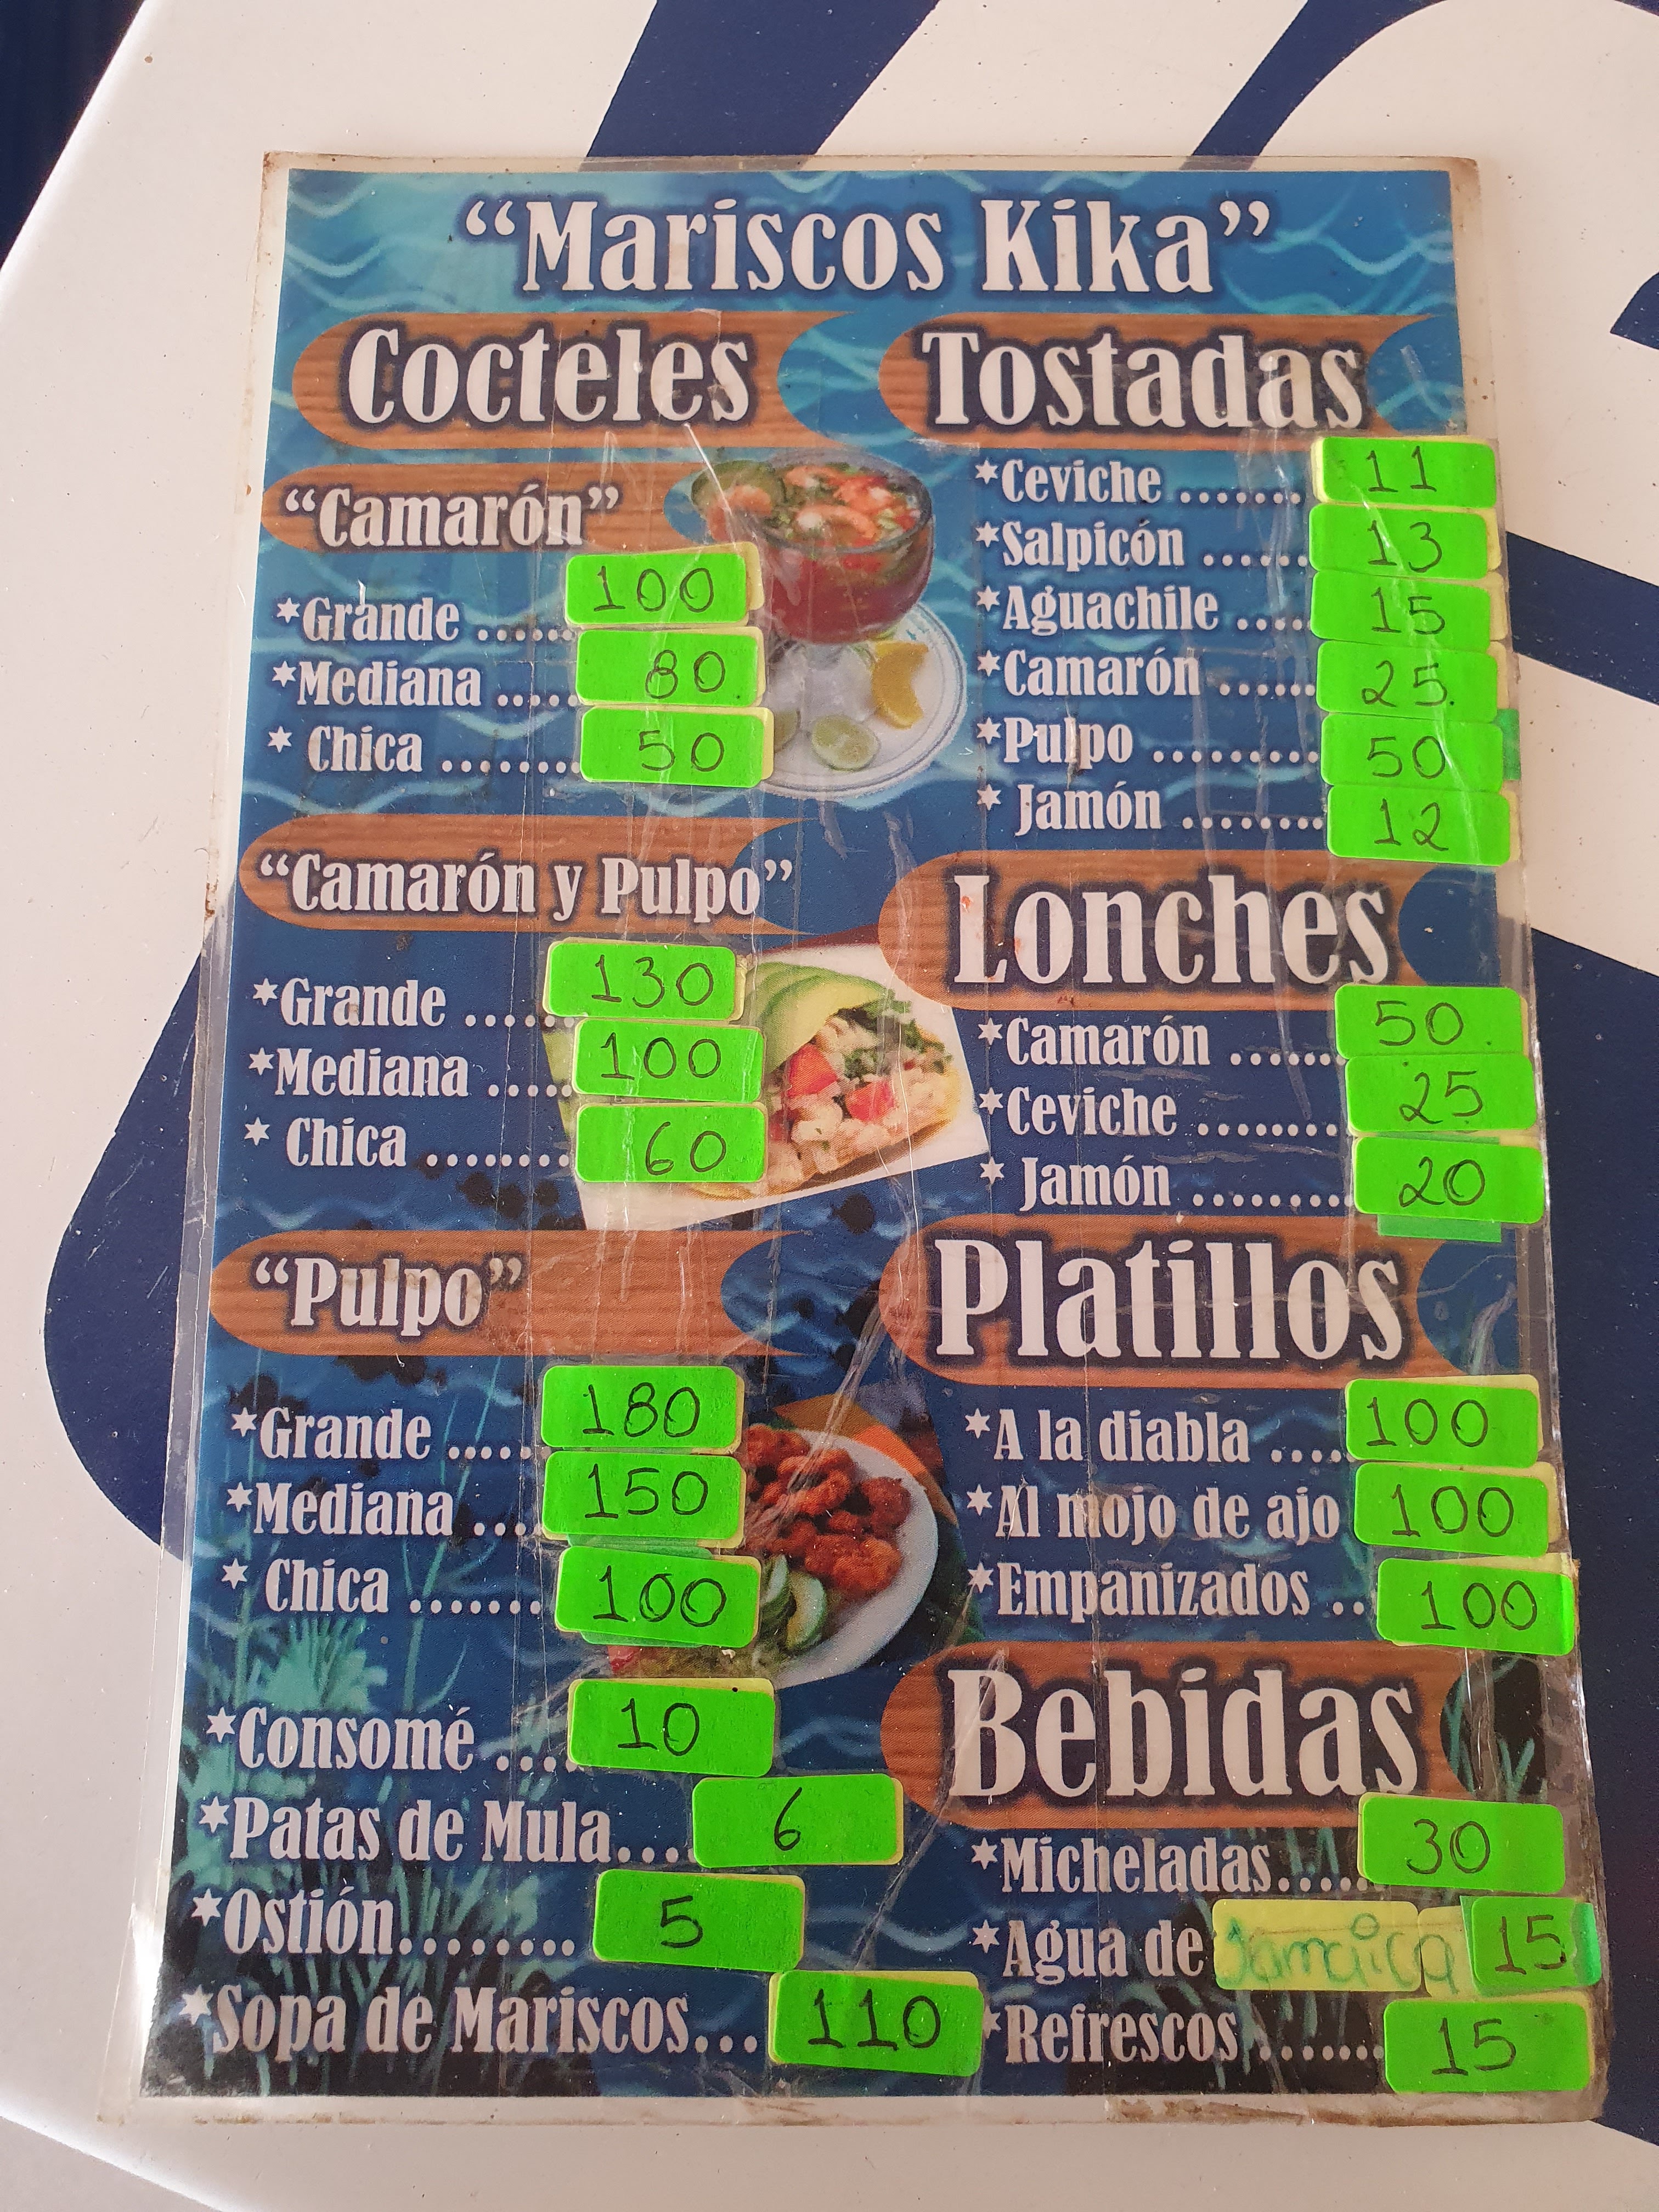 “Mariscos Kika”
Cocteles
“Camarón”
*Grande ...... 100
*Mediana ..... 80
* Chica ........ 50
“Camarón y Pulpo”
*Grande ...... 130
*Mediana ..... 100
* Chica ........ 60
“Pulpo”
*Grande ..... 180
*Mediana .... 150
* Chica ....... 100
*Consomé .... 10
*Patas de Mula.... 6
*Ostión........ 5
*Sopa de Mariscos... 110
Tostadas
*Ceviche ....... 11
*Salpicón ...... 13
*Aguachile .... 15
*Camarón ...... 25
*Pulpo ......... 50
* Jamón ........ 12
Lonches
*Camarón ...... 50
*Ceviche ........ 25
* Jamón ........ 20
Platillos
*A la diabla .... 100
*Al mojo de ajo 100
*Empanizados .. 100
Bebidas
*Micheladas...... 30
*Agua de Jamaica 15
*Refrescos ....... 15